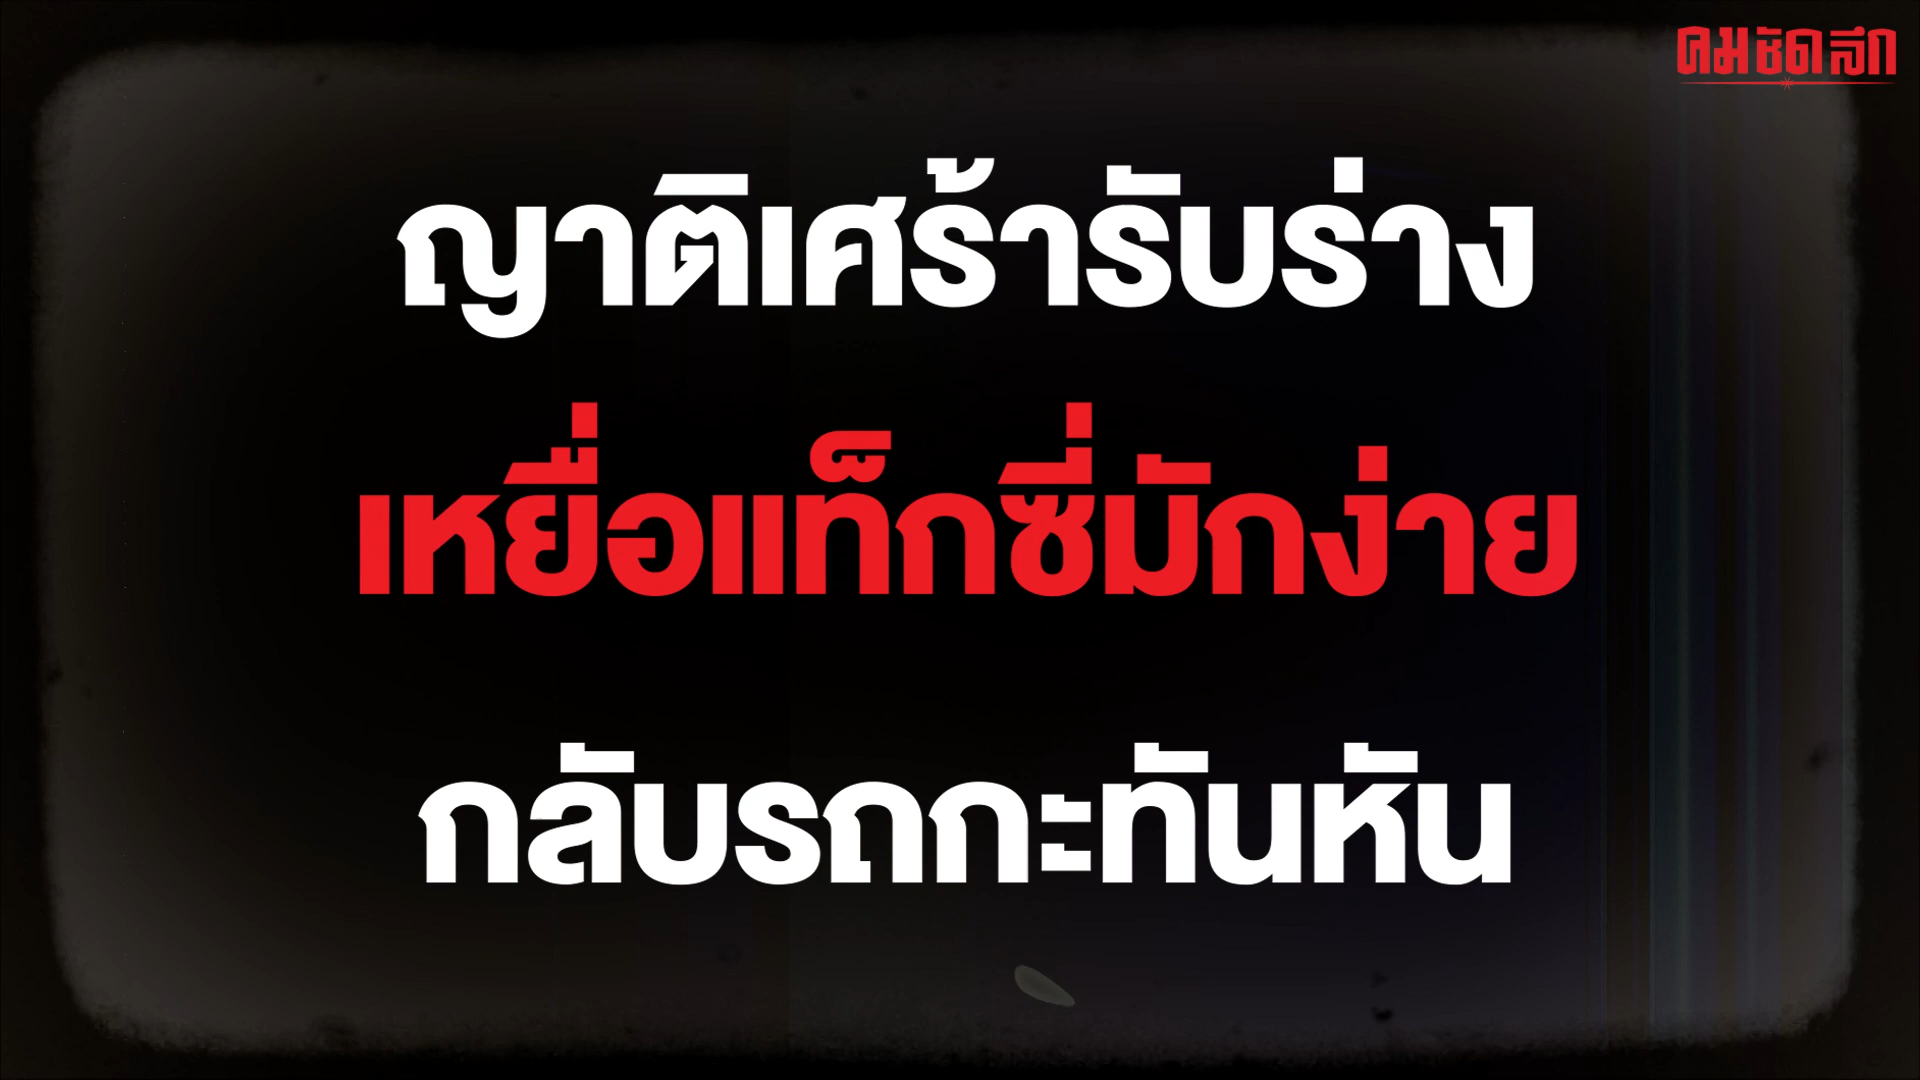 คมชัดลึก
ญาติเศร้ารับร่าง
เหยื่อแท็กซี่มักง่าย
กลับรถกะทันหัน